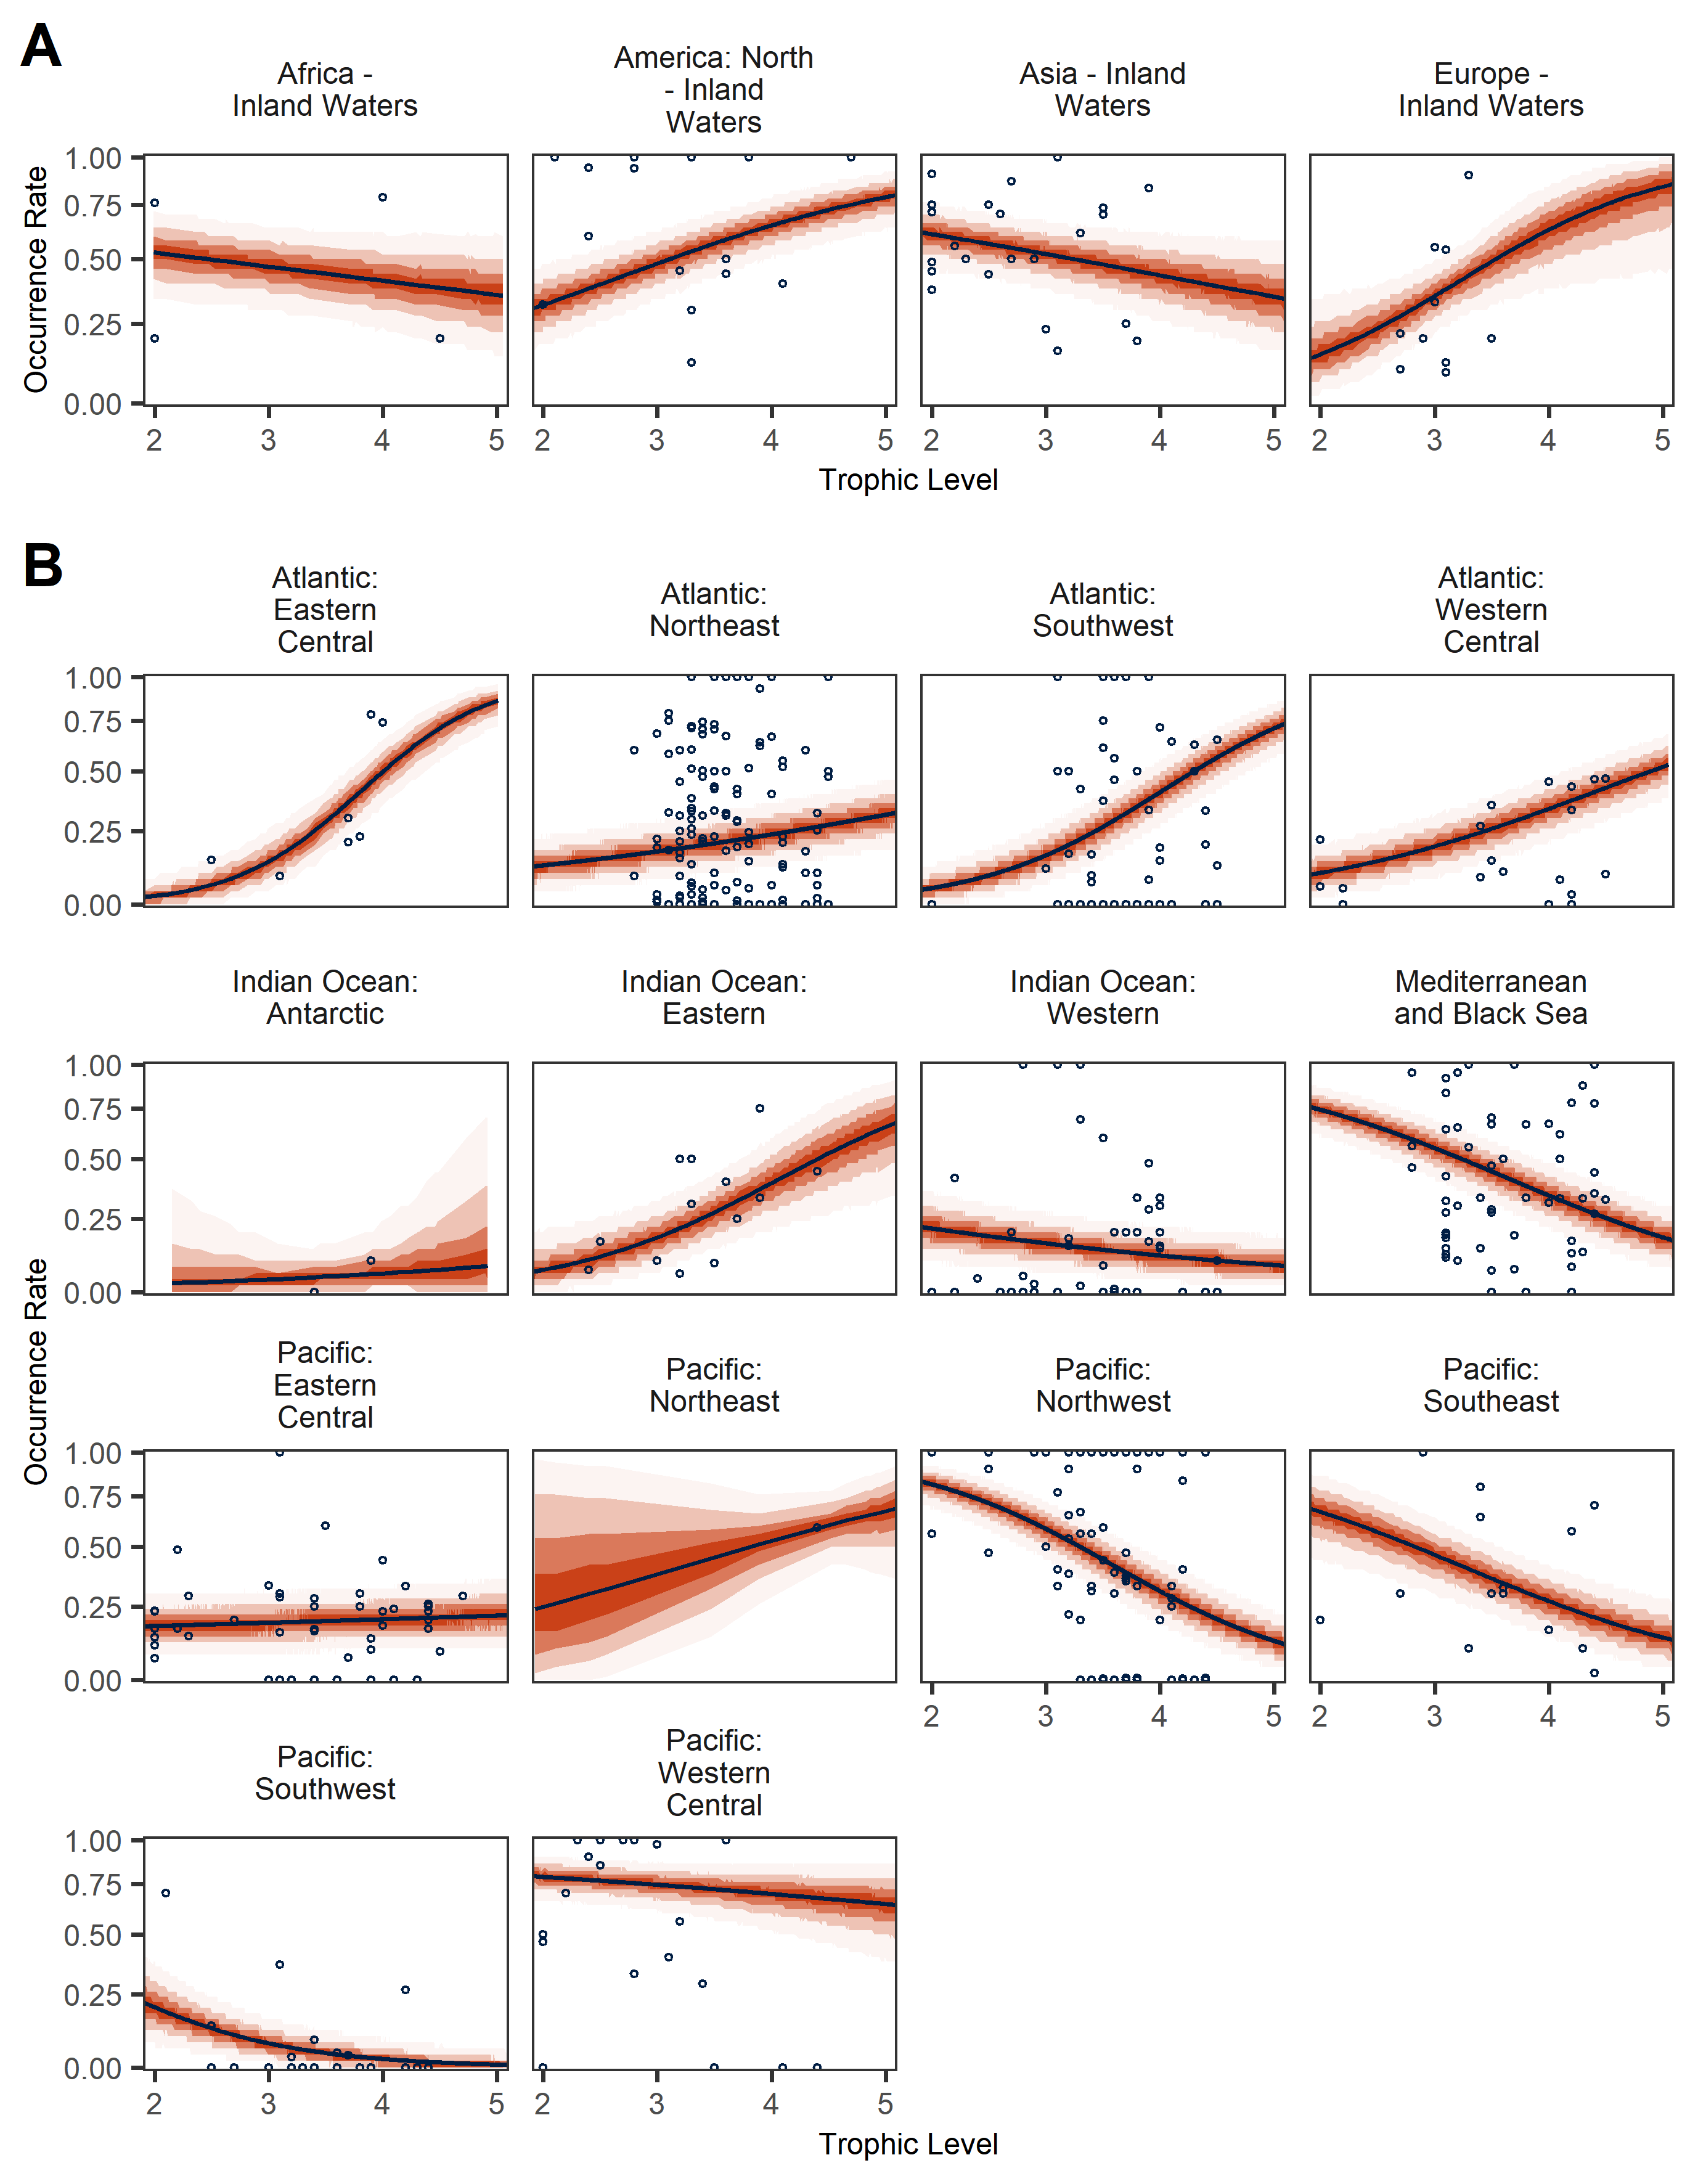 A
Africa -
Inland Waters
America: North
- Inland
Waters
Asia - Inland
Waters
Europe -
Inland Waters
Occurrence Rate
1.00
0.75
0.50
0.25
0.00
2 3 4 5
2 3 4 5
2 3 4 5
2 3 4 5
Trophic Level
B
Atlantic:
Eastern
Central
Atlantic:
Northeast
Atlantic:
Southwest
Atlantic:
Western
Central
1.00
0.75
0.50
0.25
0.00
Indian Ocean:
Antarctic
Indian Ocean:
Eastern
Indian Ocean:
Western
Mediterranean
and Black Sea
1.00
0.75
0.50
0.25
0.00
Occurrence Rate
Pacific:
Eastern
Central
Pacific:
Northeast
Pacific:
Northwest
Pacific:
Southeast
1.00
0.75
0.50
0.25
0.00
2 3 4 5
2 3 4 5
Pacific:
Southwest
Pacific:
Western
Central
1.00
0.75
0.50
0.25
0.00
2 3 4 5
2 3 4 5
Trophic Level